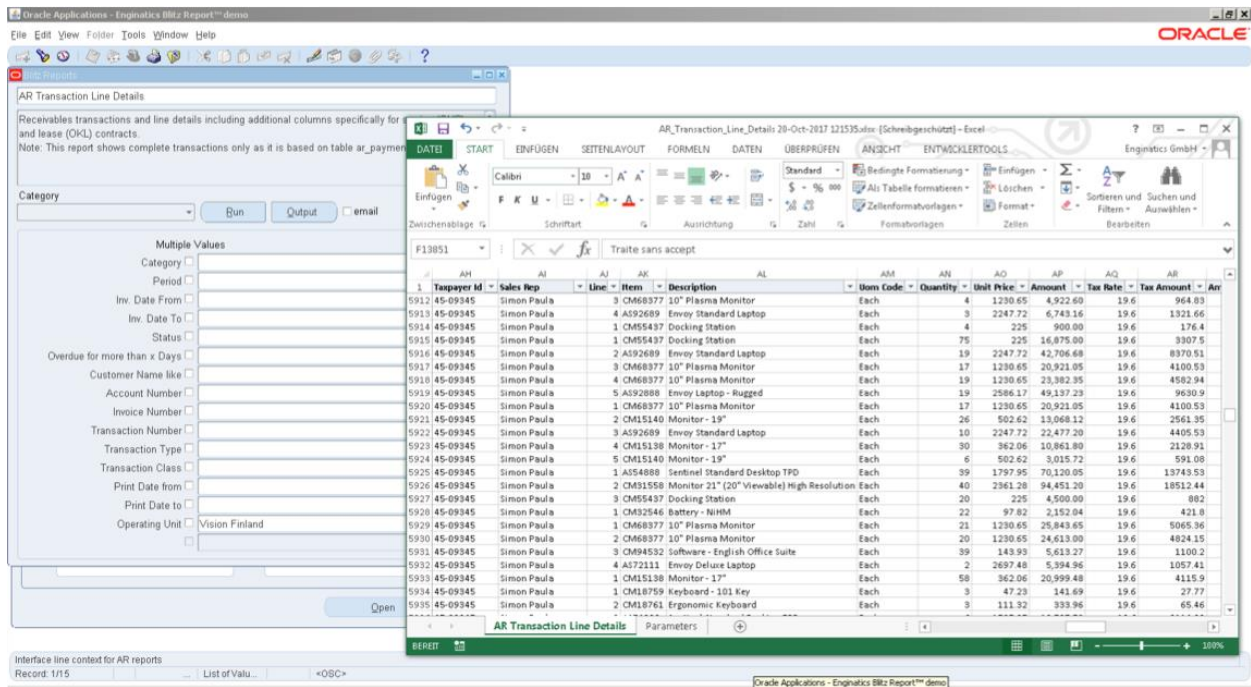 Oracle Applications - Enginatics Blitz Report™ demo
File Edit View Folder Tools Window Help
ORACLE
Blitz Reports
AR Transaction Line Details
Receivables transactions and line details including additional columns specifically for
and lease (OKL) contracts.
Note: This report shows complete transactions only as it is based on table ar_paymen
Category
Run Output email
Multiple Values
Category
Period
Inv. Date From
Inv. Date To
Status
Overdue for more than x Days
Customer Name like
Account Number
Invoice Number
Transaction Number
Transaction Type
Transaction Class
Print Date from
Print Date to
Operating Unit Vision Finland
Open
Interface line context for AR reports
Record: 1/15 ... List of Valu... <OSC>
AR_Transaction_Line_Details 20-Oct-2017 121535.xlsx [Schreibgeschützt] - Excel
DATEI START EINFÜGEN SEITENLAYOUT FORMELN DATEN ÜBERPRÜFEN ANSICHT ENTWICKLERTOOLS Enginatics GmbH
Einfügen
Calibri 10
F K U
Standard
$ - % 000
Bedingte Formatierung
Als Tabelle formatieren
Zellenformatvorlagen
Einfügen
Löschen
Format
Sortieren und Filtern
Suchen und Auswählen
Zwischenablage Schriftart Ausrichtung Zahl Formatvorlagen Zellen Bearbeiten
F13851 fx Traite sans accept
AH AI AJ AK AL AM AN AO AP AQ AR
1 Taxpayer Id Sales Rep Line Item Description Uom Code Quantity Unit Price Amount Tax Rate Tax Amount Am
5912 45-09345 Simon Paula 3 CM68377 10" Plasma Monitor Each 4 1230.65 4,922.60 19.6 964.83
5913 45-09345 Simon Paula 4 AS92689 Envoy Standard Laptop Each 3 2247.72 6,743.16 19.6 1321.66
5914 45-09345 Simon Paula 1 CM55437 Docking Station Each 4 225 900.00 19.6 176.4
5915 45-09345 Simon Paula 1 CM55437 Docking Station Each 75 225 16,875.00 19.6 3307.5
5916 45-09345 Simon Paula 2 AS92689 Envoy Standard Laptop Each 19 2247.72 42,706.68 19.6 8370.51
5917 45-09345 Simon Paula 3 CM68377 10" Plasma Monitor Each 17 1230.65 20,921.05 19.6 4100.53
5918 45-09345 Simon Paula 4 CM68377 10" Plasma Monitor Each 19 1230.65 23,382.35 19.6 4582.94
5919 45-09345 Simon Paula 5 AS92888 Envoy Laptop - Rugged Each 19 2586.17 49,137.23 19.6 9630.9
5920 45-09345 Simon Paula 1 CM68377 10" Plasma Monitor Each 17 1230.65 20,921.05 19.6 4100.53
5921 45-09345 Simon Paula 2 CM15140 Monitor - 19" Each 26 502.62 13,068.12 19.6 2561.35
5922 45-09345 Simon Paula 3 AS92689 Envoy Standard Laptop Each 10 2247.72 22,477.20 19.6 4405.53
5923 45-09345 Simon Paula 4 CM15138 Monitor - 17" Each 30 362.06 10,861.80 19.6 2128.91
5924 45-09345 Simon Paula 5 CM15140 Monitor - 19" Each 6 502.62 3,015.72 19.6 591.08
5925 45-09345 Simon Paula 1 AS54888 Sentinel Standard Desktop TPD Each 39 1797.95 70,120.05 19.6 13743.53
5926 45-09345 Simon Paula 2 CM31558 Monitor 21" (20" Viewable) High Resolution Each 40 2361.28 94,451.20 19.6 18512.44
5927 45-09345 Simon Paula 3 CM55437 Docking Station Each 20 225 4,500.00 19.6 882
5928 45-09345 Simon Paula 1 CM32546 Battery - NiHM Each 22 97.82 2,152.04 19.6 421.8
5929 45-09345 Simon Paula 1 CM68377 10" Plasma Monitor Each 21 1230.65 25,843.65 19.6 5065.36
5930 45-09345 Simon Paula 2 CM68377 10" Plasma Monitor Each 20 1230.65 24,613.00 19.6 4824.15
5931 45-09345 Simon Paula 3 CM94532 Software - English Office Suite Each 39 143.93 5,613.27 19.6 1100.2
5932 45-09345 Simon Paula 4 AS72111 Envoy Deluxe Laptop Each 2 2697.48 5,394.96 19.6 1057.41
5933 45-09345 Simon Paula 1 CM15138 Monitor - 17" Each 58 362.06 20,999.48 19.6 4115.9
5934 45-09345 Simon Paula 1 CM18759 Keyboard - 101 Key Each 3 47.23 141.69 19.6 27.77
5935 45-09345 Simon Paula 2 CM18761 Ergonomic Keyboard Each 3 111.32 333.96 19.6 65.46
AR Transaction Line Details Parameters
BEREIT 100%
Oracle Applications - Enginatics Blitz Report™ demo